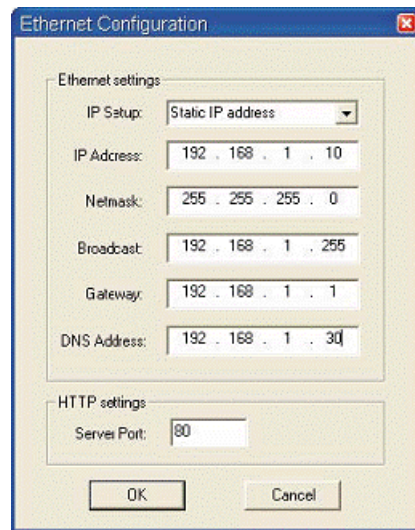 Ethernet Configuration
Ethernet settings
IP Setup: Static IP address
IP Address: 192 . 168 . 1 . 10
Netmask: 255 . 255 . 255 . 0
Broadcast: 192 . 168 . 1 . 255
Gateway: 192 . 168 . 1 . 1
DNS Address: 192 . 168 . 1 . 30
HTTP settings
Server Port: 80
OK Cancel